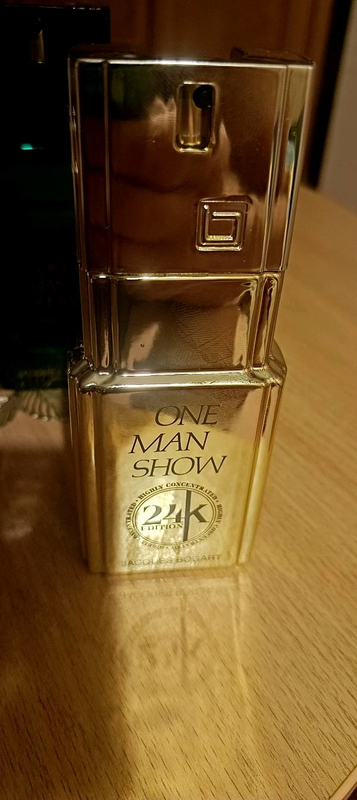 ONE
MAN
SHOW
HIGHLY CONCENTRATED
24K
EDITION
JACQUES BOGART